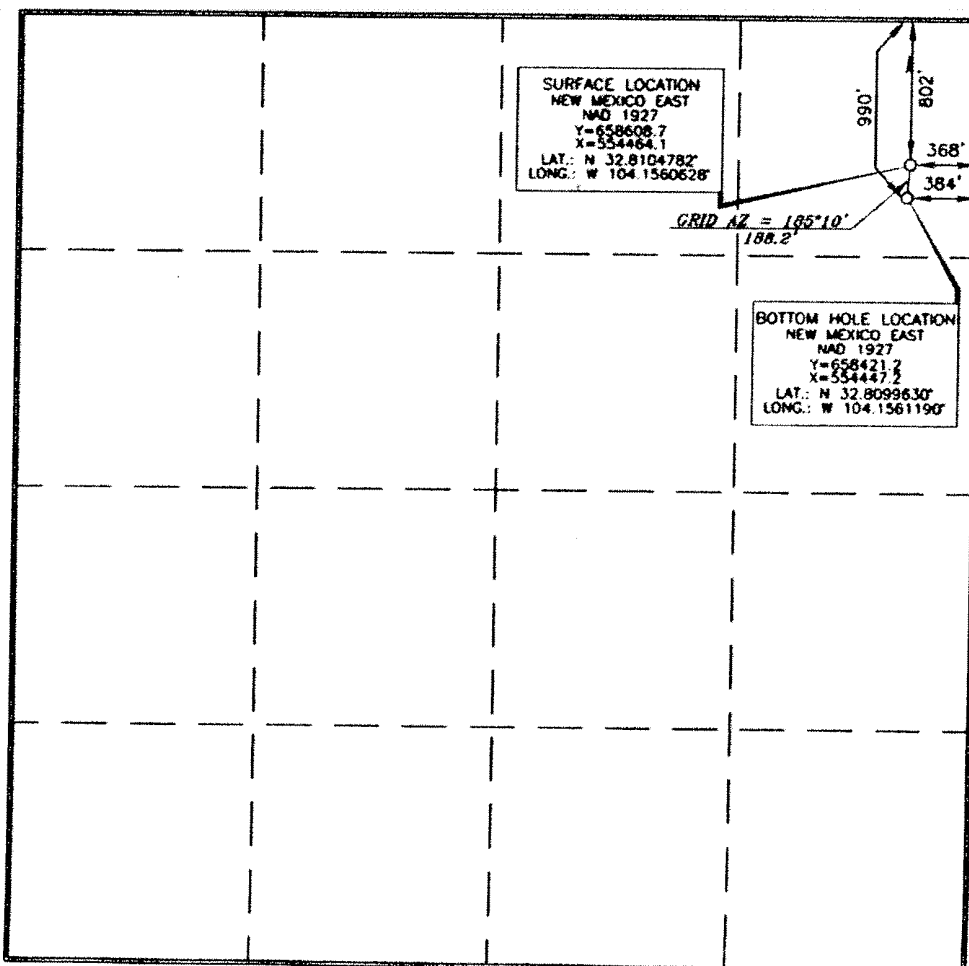 SURFACE LOCATION
NEW MEXICO EAST
NAD 1927
Y=658608.7
X=554464.1
LAT.: N 32.8104782°
LONG.: W 104.1560628°
990'
802'
368'
384'
GRID AZ = 185°10'
188.2'
BOTTOM HOLE LOCATION
NEW MEXICO EAST
NAD 1927
Y=658421.2
X=554447.2
LAT.: N 32.8099630°
LONG.: W 104.1561190°